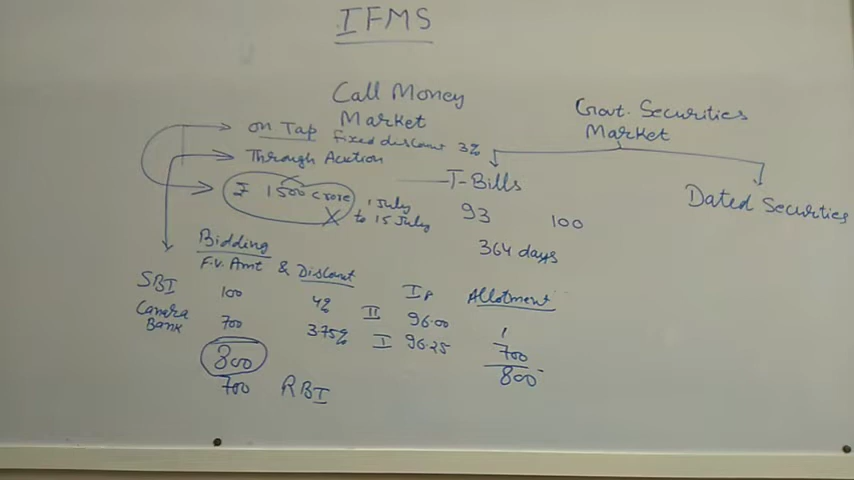 IFMS
Call Money
Market
Govt. Securities
Market
on Tap Fixed discount 3%
Through Auction
T-Bills
Dated Securities
₹ 1500 crore
1 July
to 15 July
93 100
364 days
Bidding
F.V. Amt & Discount
IP Allotment
SBI 100 4% II 96.00
Canara
Bank 700 3.75% I 96.25 700
800 800
700 RBI